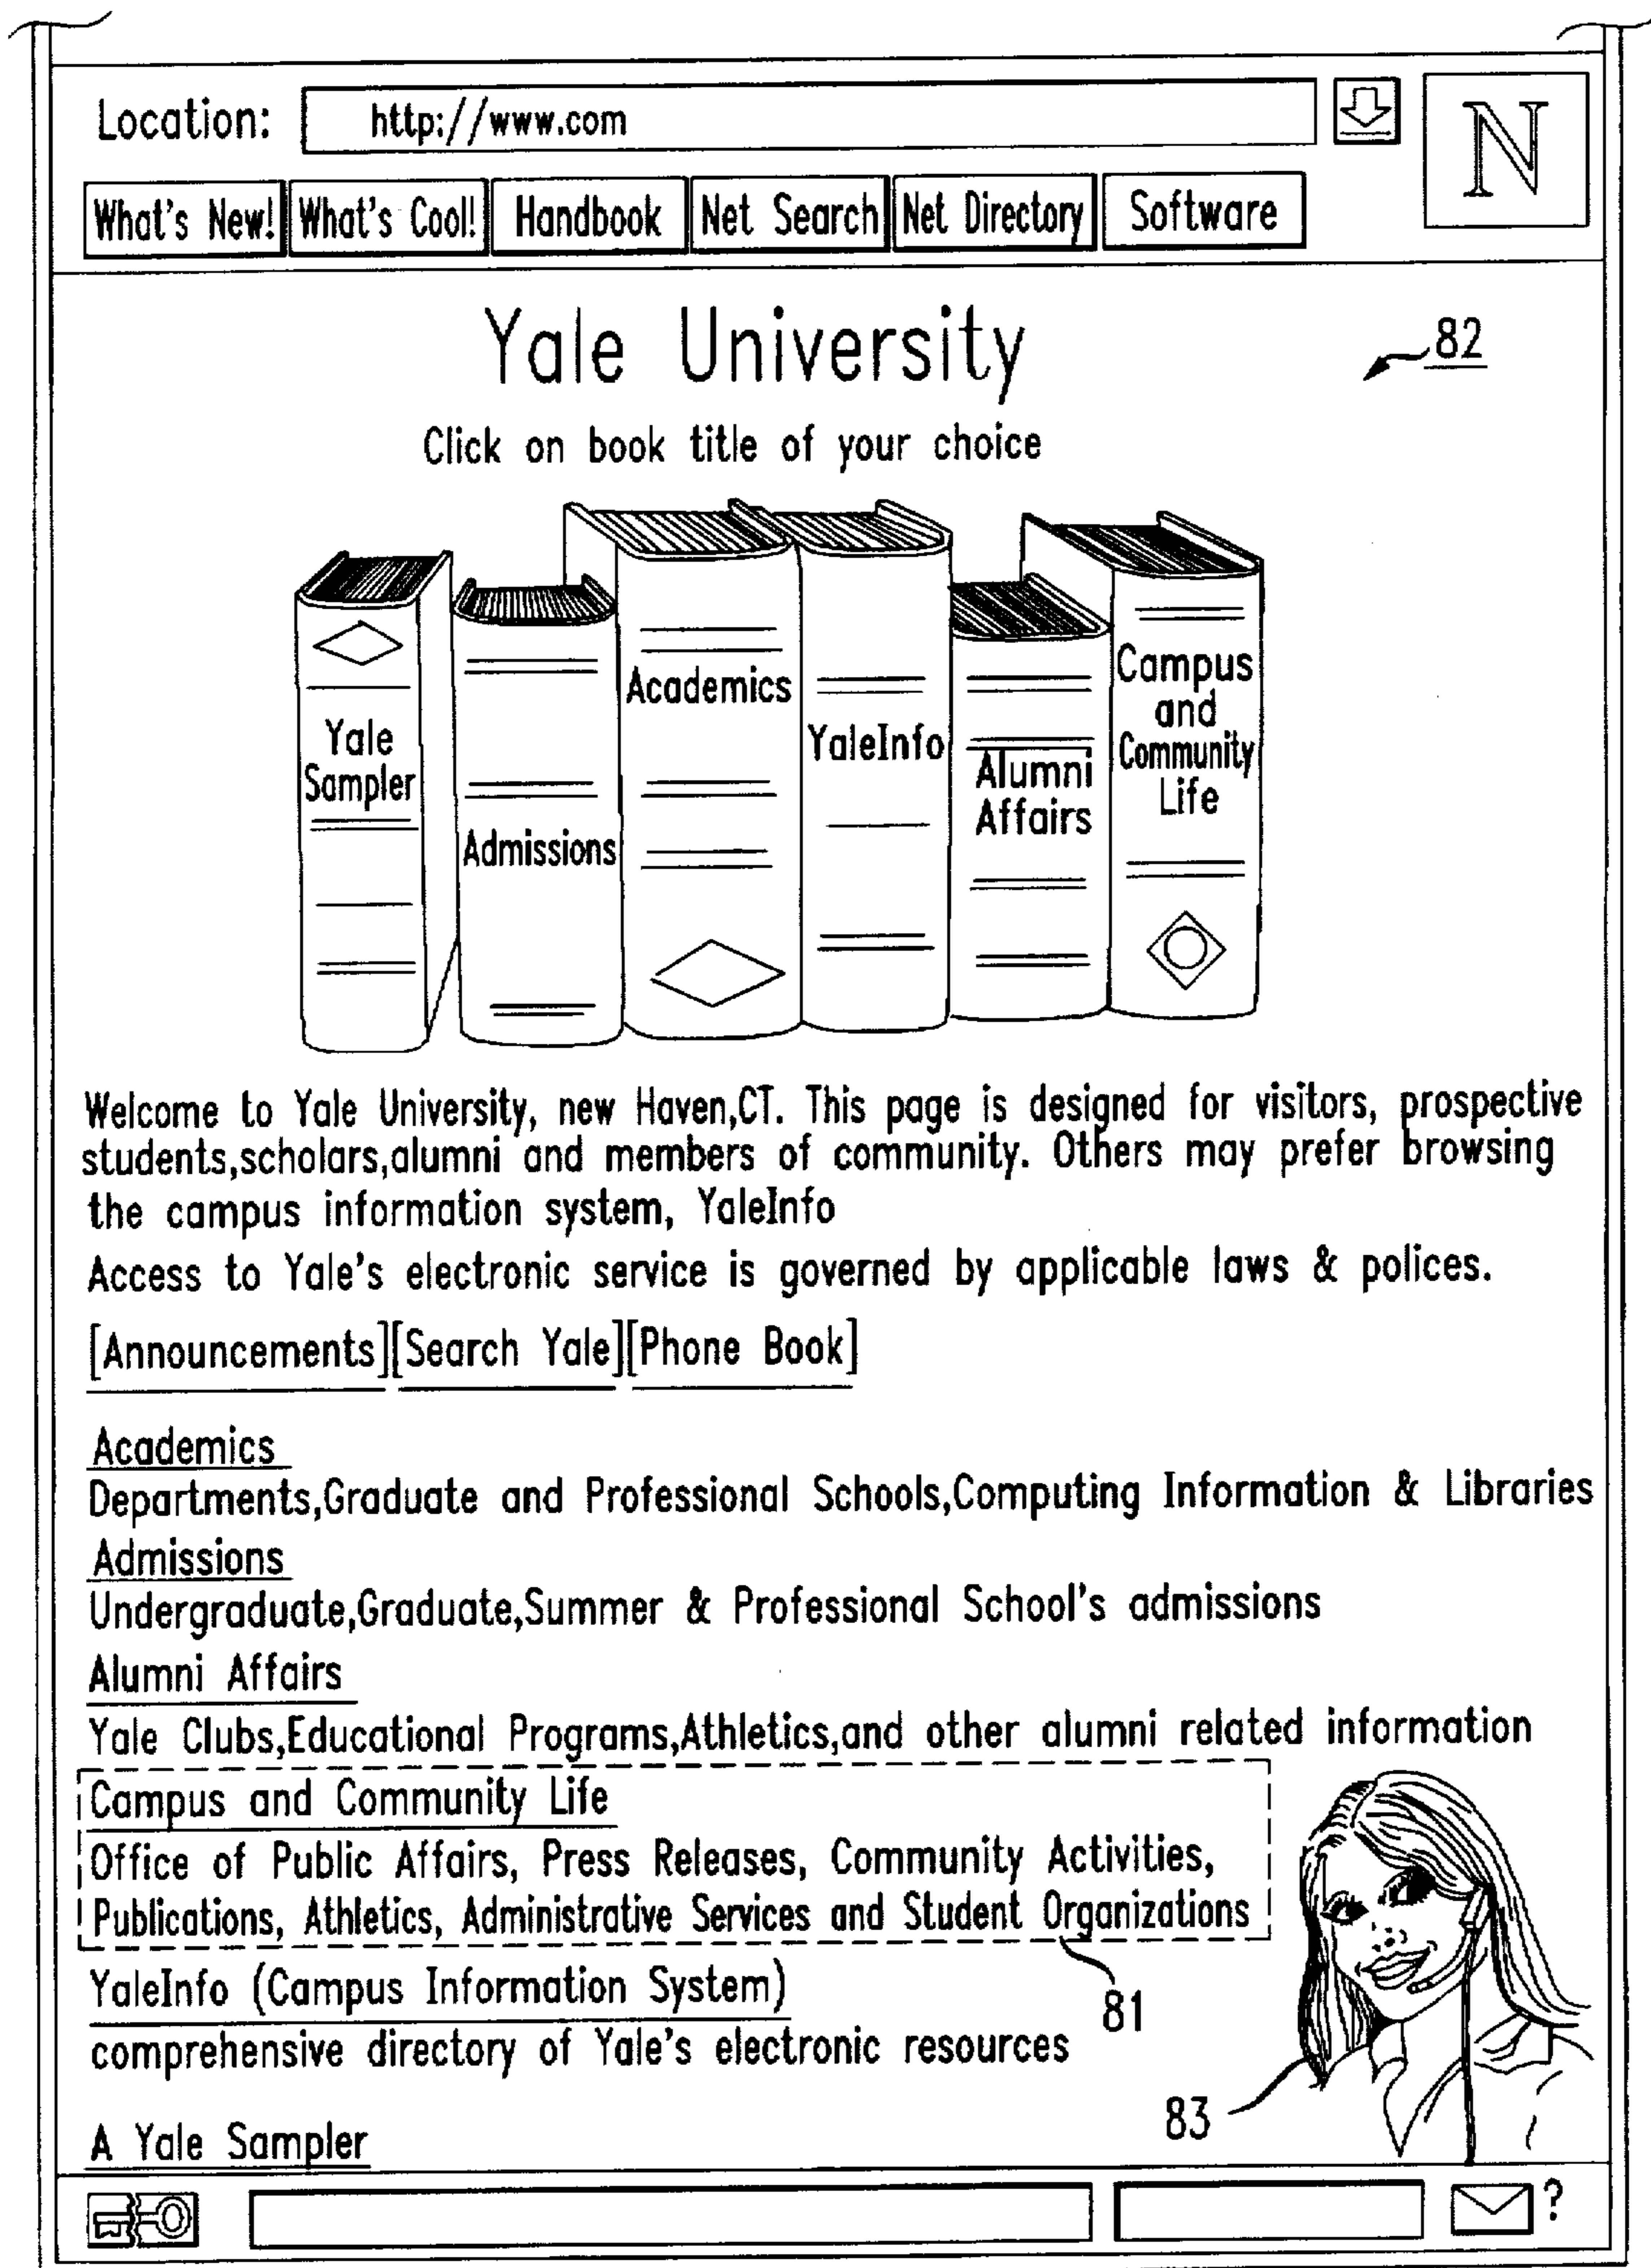 Location: http://www.com
N
What's New! What's Cool! Handbook Net Search Net Directory Software
Yale University
82
Click on book title of your choice
Yale
Sampler
Admissions
Academics
YaleInfo
Alumni
Affairs
Campus
and
Community
Life
Welcome to Yale University, new Haven,CT. This page is designed for visitors, prospective
students,scholars,alumni and members of community. Others may prefer browsing
the campus information system, YaleInfo
Access to Yale's electronic service is governed by applicable laws & polices.
[Announcements][Search Yale][Phone Book]
Academics
Departments,Graduate and Professional Schools,Computing Information & Libraries
Admissions
Undergraduate,Graduate,Summer & Professional School's admissions
Alumni Affairs
Yale Clubs,Educational Programs,Athletics,and other alumni related information
Campus and Community Life
Office of Public Affairs, Press Releases, Community Activities,
Publications, Athletics, Administrative Services and Student Organizations
81
YaleInfo (Campus Information System)
comprehensive directory of Yale's electronic resources
83
A Yale Sampler
?